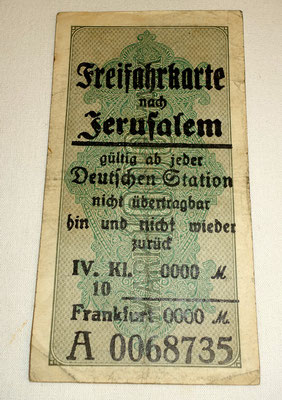 Freifahrkarte
nach
Jerusalem
gültig ab jeder
Deutschen Station
nicht übertragbar
hin und nicht wieder
zurück
IV. Kl. 0000 M.
10
Frankfurt 0000 M.
A 0068735